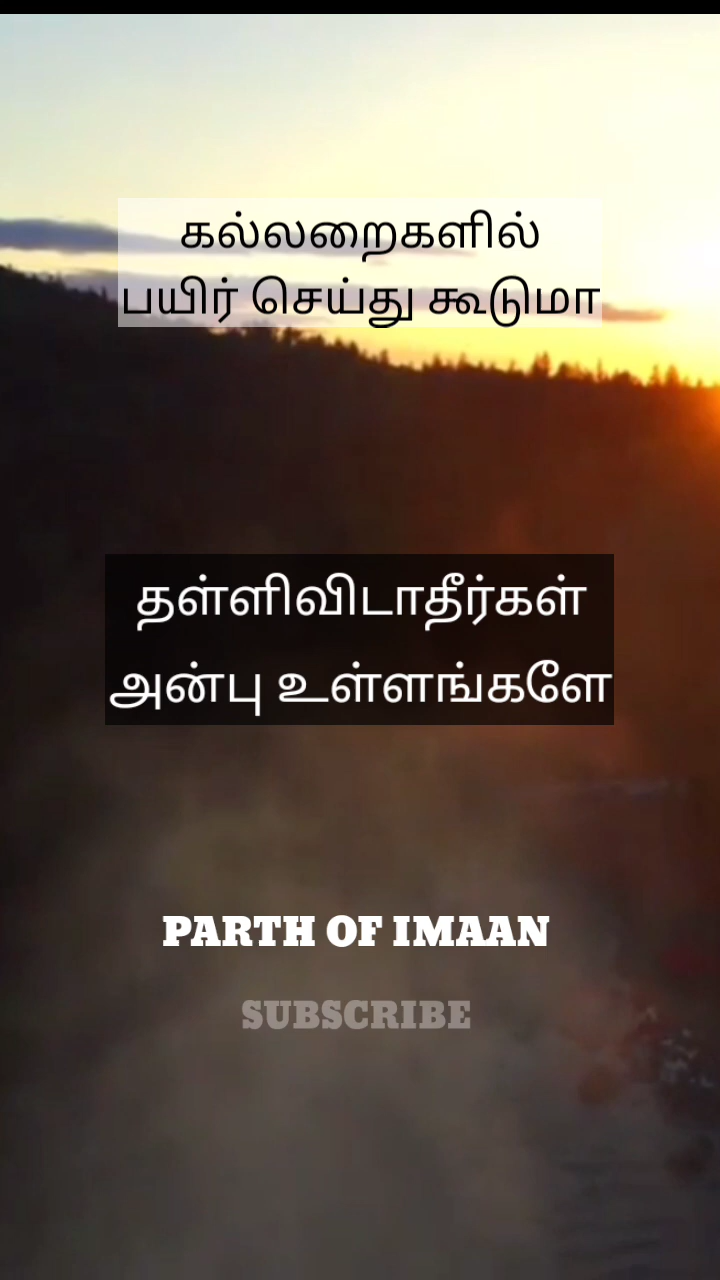 கல்லறைகளில்
பயிர் செய்து கூடுமா
தள்ளிவிடாதீர்கள்
அன்பு உள்ளங்களே
PARTH OF IMAAN
SUBSCRIBE